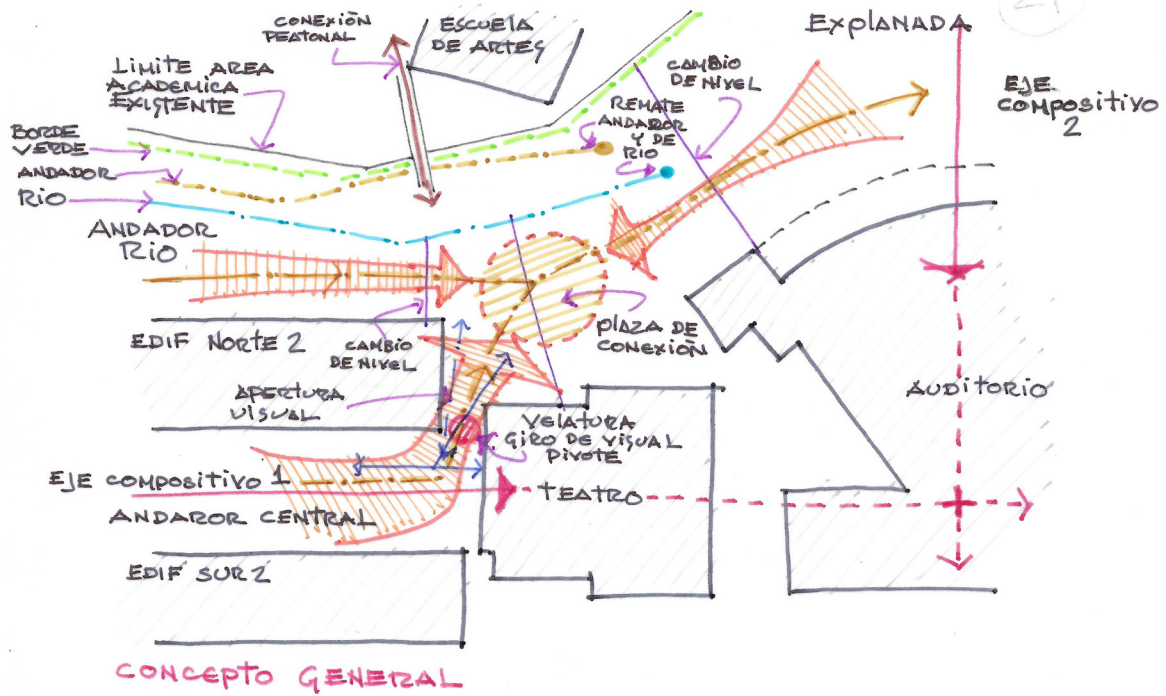 CONEXIÓN
PEATONAL
ESCUELA
DE ARTES
EXPLANADA
LIMITE AREA
ACADEMICA
EXISTENTE
CAMBIO
DE NIVEL
EJE
COMPOSITIVO
2
REMATE
ANDADOR
Y DE
RIO
BORDE
VERDE
ANDADOR
RIO
ANDADOR
RIO
EDIF NORTE 2
CAMBIO
DE NIVEL
PLAZA DE
CONEXIÓN
APERTURA
VISUAL
AUDITORIO
VELATURA
GIRO DE VISUAL
PIVOTE
EJE COMPOSITIVO 1
TEATRO
ANDAROR CENTRAL
EDIF SUR 2
CONCEPTO GENERAL